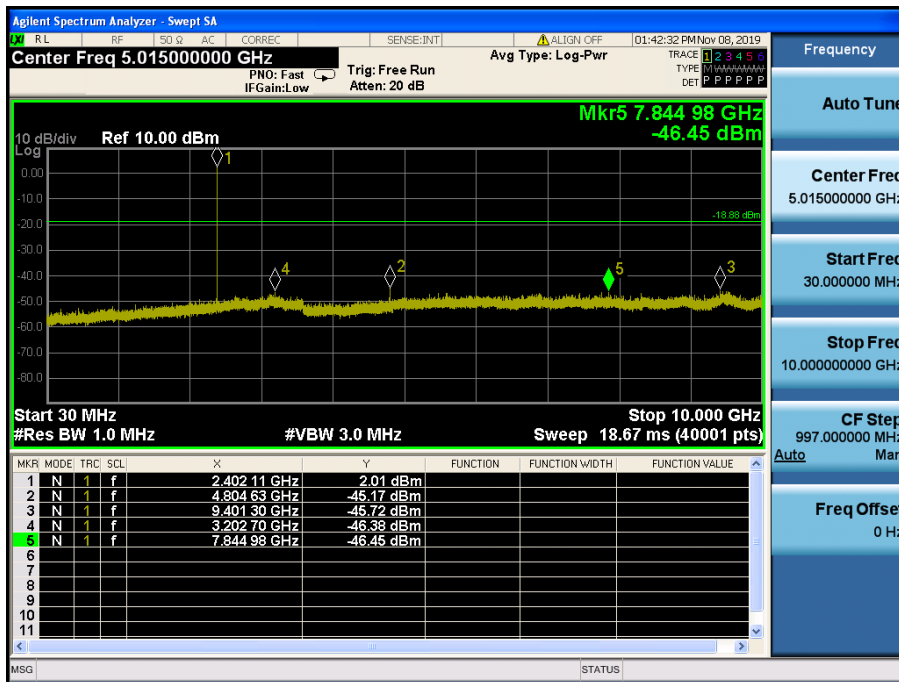 Agilent Spectrum Analyzer - Swept SA
LXI RL RF 50 Ω AC CORREC SENSE:INT ALIGN OFF 01:42:32 PM Nov 08, 2019
Center Freq 5.015000000 GHz
PNO: Fast
IFGain:Low
Trig: Free Run
Atten: 20 dB
Avg Type: Log-Pwr
TRACE 1 2 3 4 5 6
TYPE M WWWWW
DET P P P P P P
Mkr5 7.844 98 GHz
-46.45 dBm
10 dB/div Ref 10.00 dBm
Log
1
0.00
-10.0
-20.0
-18.88 dBm
-30.0
-40.0
4
2
5
3
-50.0
-60.0
-70.0
-80.0
Start 30 MHz Stop 10.000 GHz
#Res BW 1.0 MHz #VBW 3.0 MHz Sweep 18.67 ms (40001 pts)
MKR MODE TRC SCL X Y FUNCTION FUNCTION WIDTH FUNCTION VALUE
1 N 1 f 2.402 11 GHz 2.01 dBm
2 N 1 f 4.804 63 GHz -45.17 dBm
3 N 1 f 9.401 30 GHz -45.72 dBm
4 N 1 f 3.202 70 GHz -46.38 dBm
5 N 1 f 7.844 98 GHz -46.45 dBm
6
7
8
9
10
11
MSG STATUS
Frequency
Auto Tune
Center Freq
5.015000000 GHz
Start Freq
30.000000 MHz
Stop Freq
10.000000000 GHz
CF Step
997.000000 MHz
Auto Man
Freq Offset
0 Hz